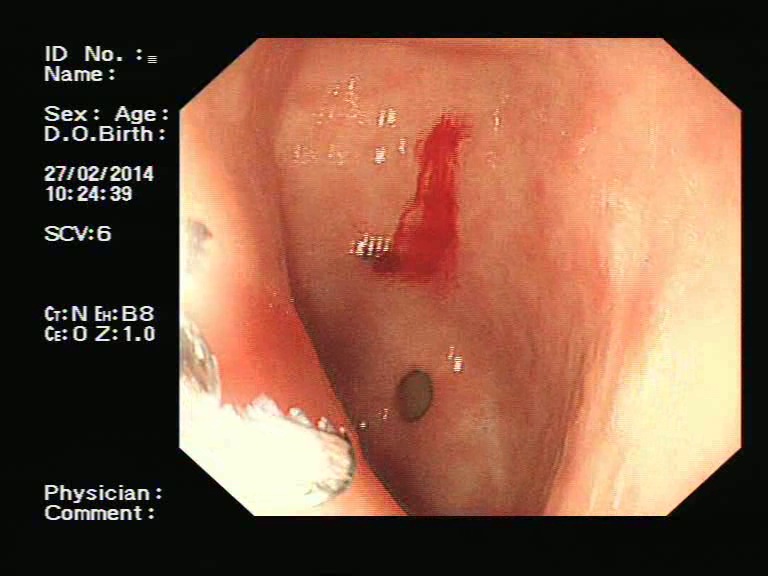 ID No. :
Name:
Sex: Age:
D.O.Birth:
27/02/2014
10:24:39
SCV:6
CT:N EH:B8
CE:0 Z:1.0
Physician:
Comment: